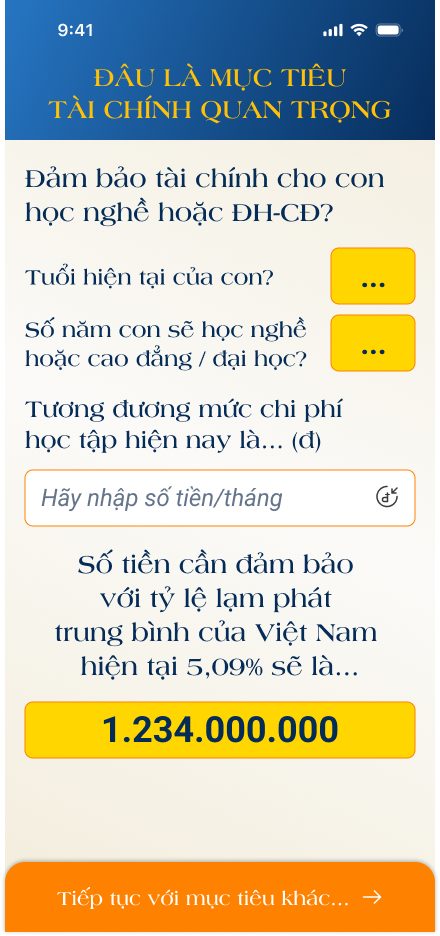 9:41
ĐÂU LÀ MỤC TIÊU
TÀI CHÍNH QUAN TRỌNG
Đảm bảo tài chính cho con
học nghề hoặc ĐH-CĐ?
Tuổi hiện tại của con?
...
Số năm con sẽ học nghề
hoặc cao đẳng / đại học?
...
Tương đương mức chi phí
học tập hiện nay là... (đ)
Hãy nhập số tiền/tháng
đ
Số tiền cần đảm bảo
với tỷ lệ lạm phát
trung bình của Việt Nam
hiện tại 5,09% sẽ là...
1.234.000.000
Tiếp tục với mục tiêu khác... →